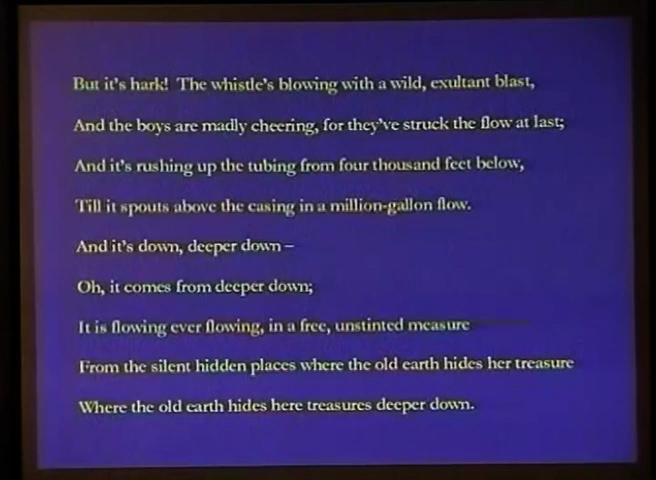 But it's hark! The whistle's blowing with a wild, exultant blast,
And the boys are madly cheering, for they've struck the flow at last;
And it's rushing up the tubing from four thousand feet below,
Till it spouts above the casing in a million-gallon flow.
And it's down, deeper down –
Oh, it comes from deeper down;
It is flowing ever flowing, in a free, unstinted measure
From the silent hidden places where the old earth hides her treasure
Where the old earth hides here treasures deeper down.